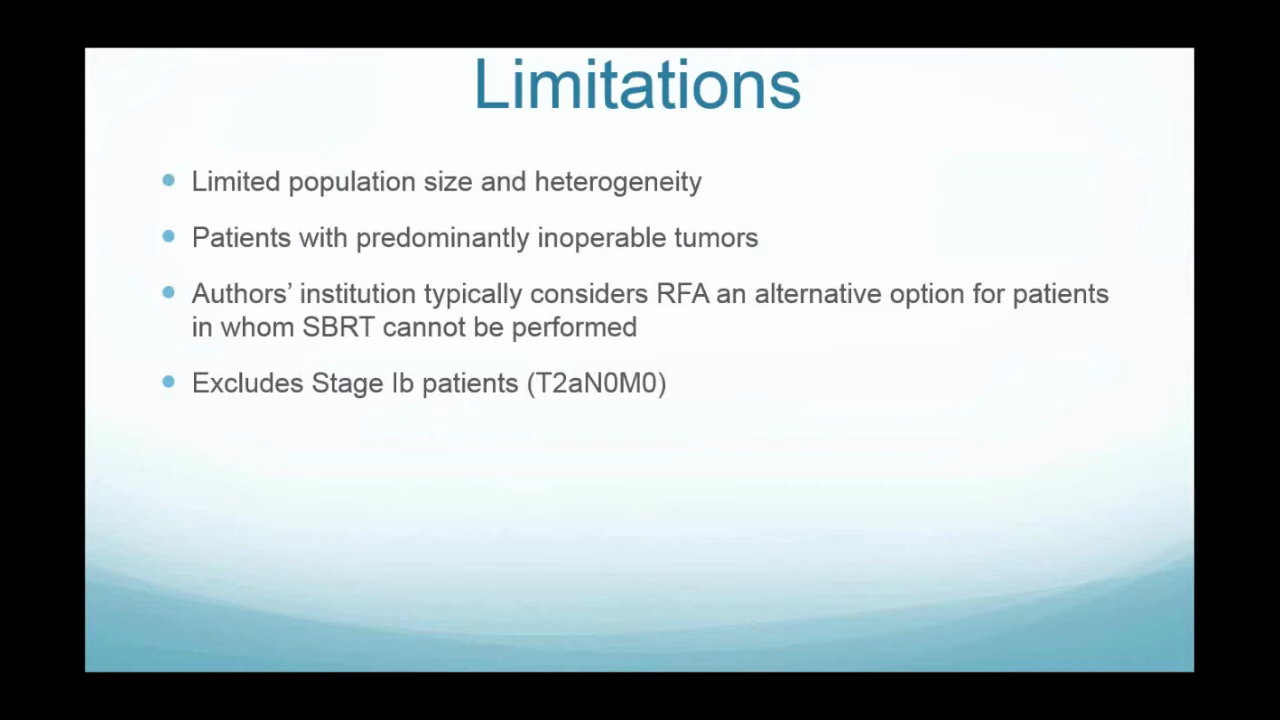 Limitations
Limited population size and heterogeneity
Patients with predominantly inoperable tumors
Authors’ institution typically considers RFA an alternative option for patients
in whom SBRT cannot be performed
Excludes Stage Ib patients (T2aN0M0)